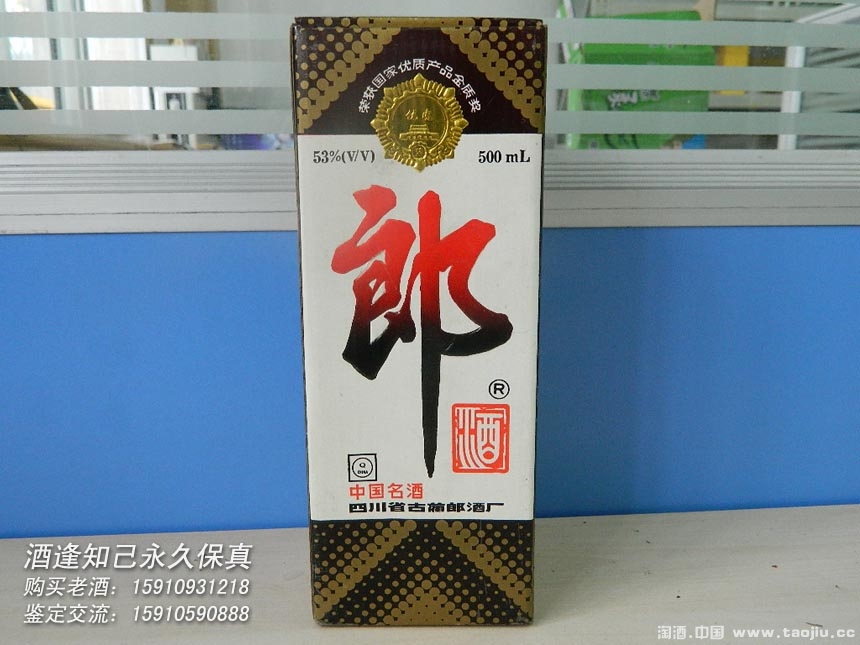 荣获国家优质产品金质奖
53%(V/V) 500 mL
郎
®
酒
中国名酒
四川省古蔺郎酒厂
酒逢知己永久保真
购买老酒：15910931218
鉴定交流：15910590888
淘酒.中国 www.taojiu.cc